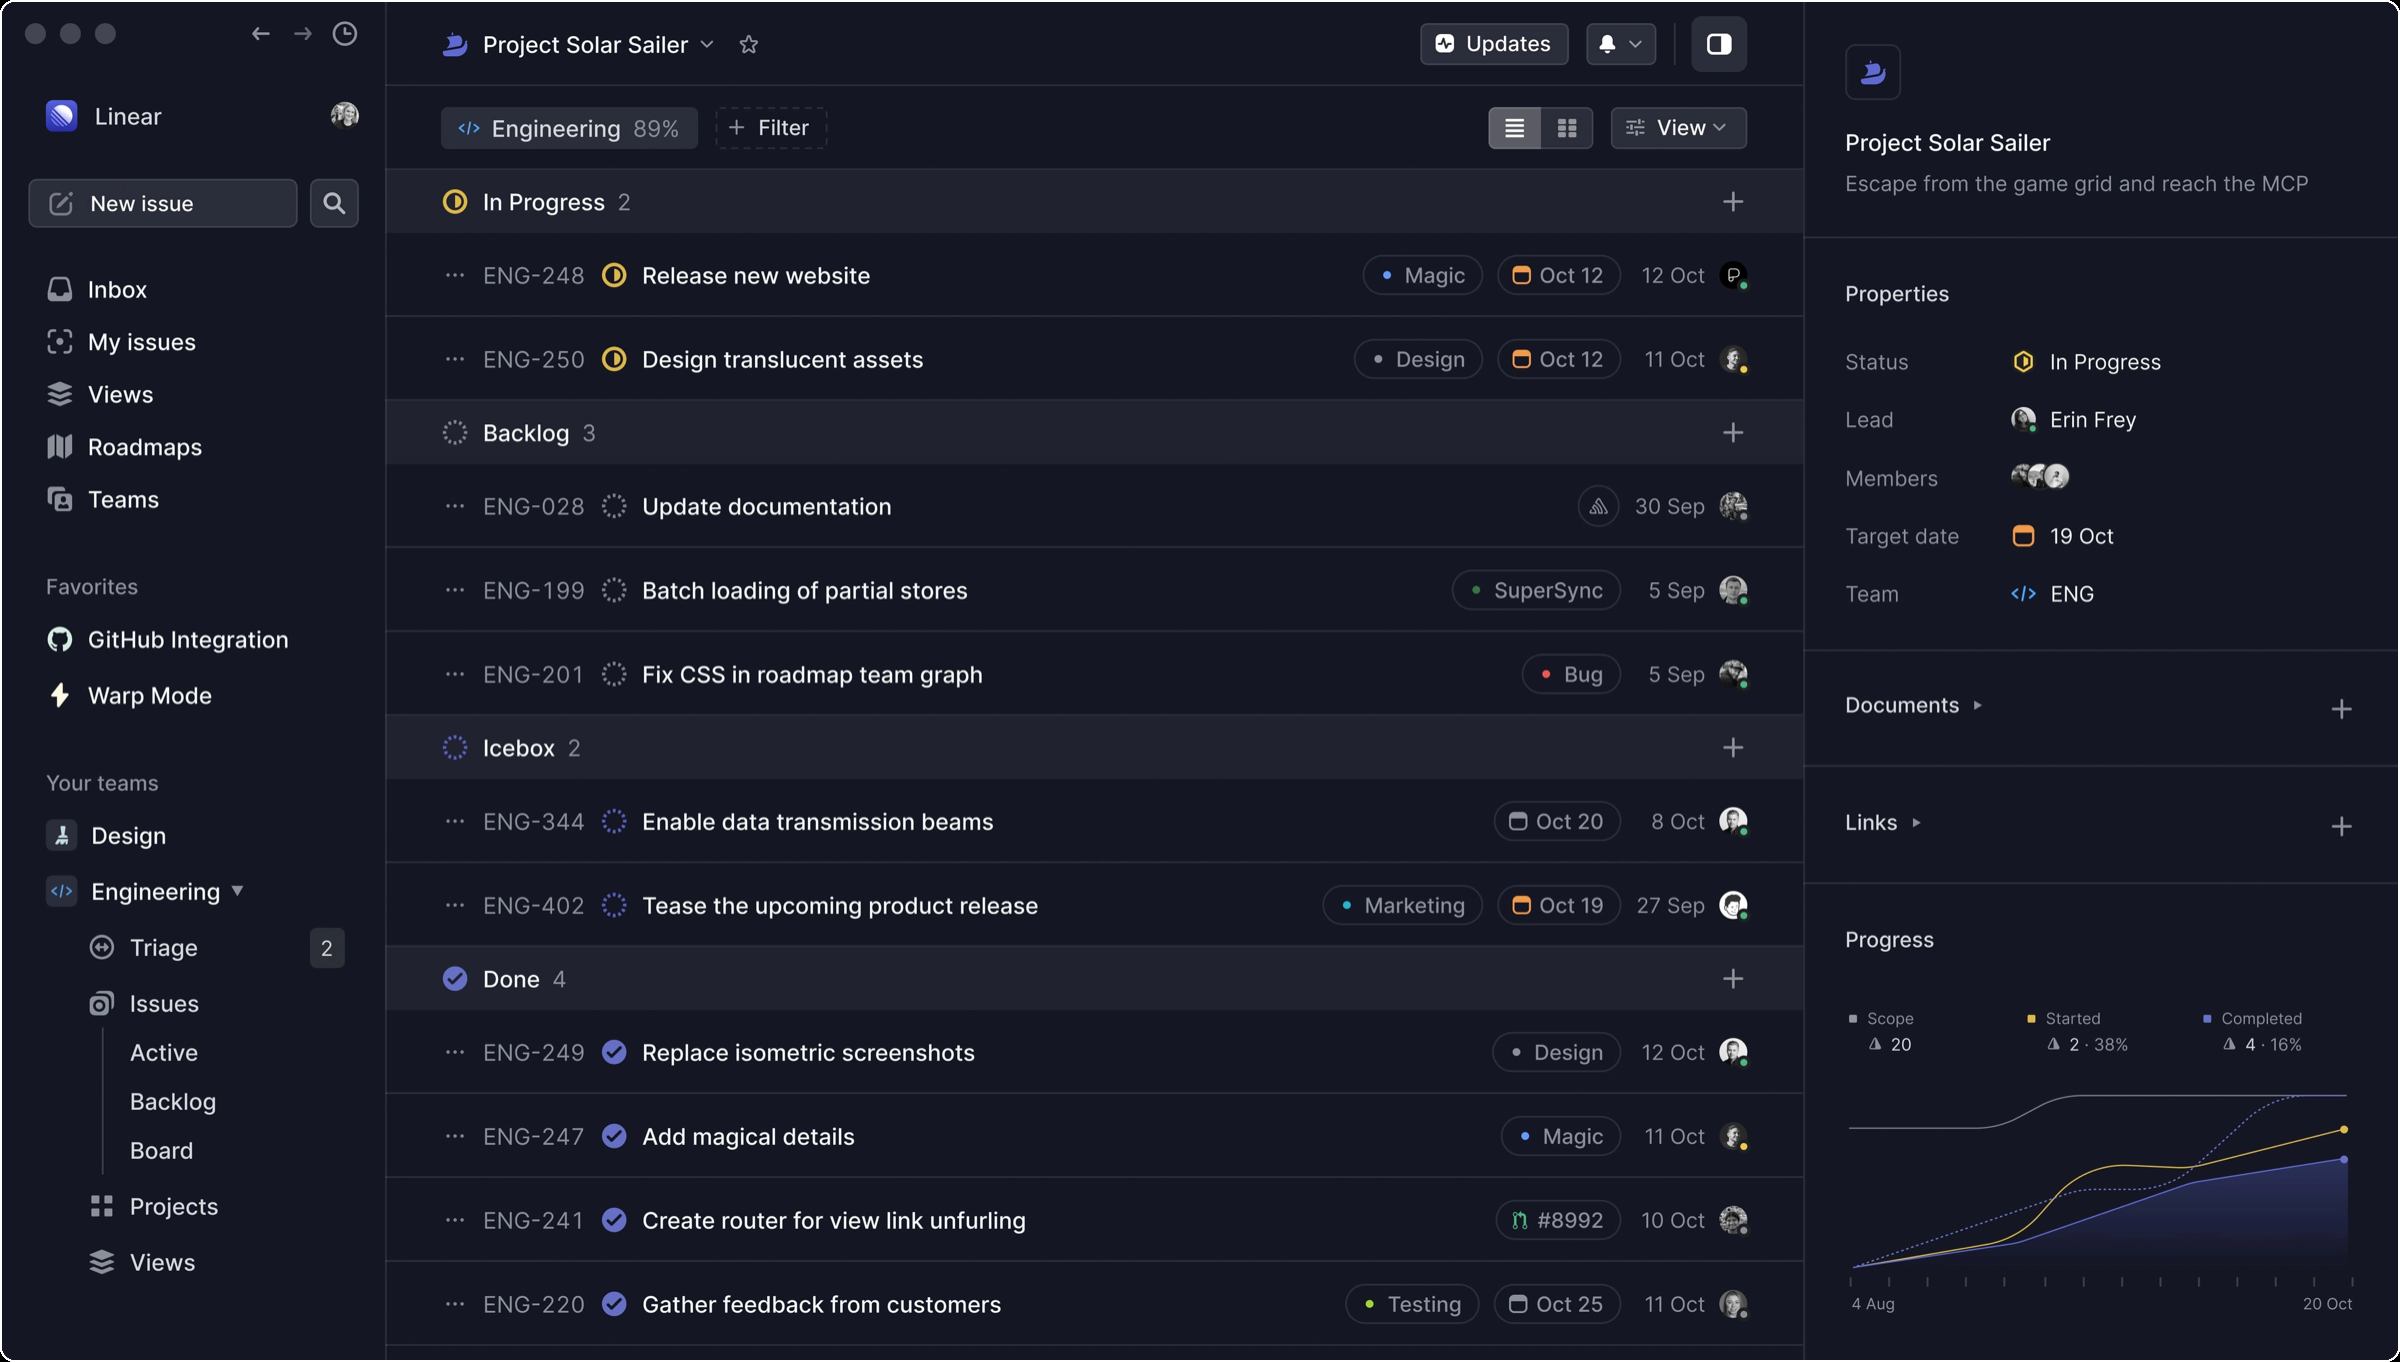 Linear
New issue
Inbox
My issues
Views
Roadmaps
Teams
Favorites
GitHub Integration
Warp Mode
Your teams
Design
Engineering
Triage 2
Issues
Active
Backlog
Board
Projects
Views
Project Solar Sailer
Updates
Engineering 89%
Filter
View
In Progress 2
ENG-248 Release new website Magic Oct 12 12 Oct
ENG-250 Design translucent assets Design Oct 12 11 Oct
Backlog 3
ENG-028 Update documentation 30 Sep
ENG-199 Batch loading of partial stores SuperSync 5 Sep
ENG-201 Fix CSS in roadmap team graph Bug 5 Sep
Icebox 2
ENG-344 Enable data transmission beams Oct 20 8 Oct
ENG-402 Tease the upcoming product release Marketing Oct 19 27 Sep
Done 4
ENG-249 Replace isometric screenshots Design 12 Oct
ENG-247 Add magical details Magic 11 Oct
ENG-241 Create router for view link unfurling #8992 10 Oct
ENG-220 Gather feedback from customers Testing Oct 25 11 Oct
Project Solar Sailer
Escape from the game grid and reach the MCP
Properties
Status In Progress
Lead Erin Frey
Members
Target date 19 Oct
Team ENG
Documents
Links
Progress
Scope Started Completed
20 2 · 38% 4 · 16%
4 Aug 20 Oct